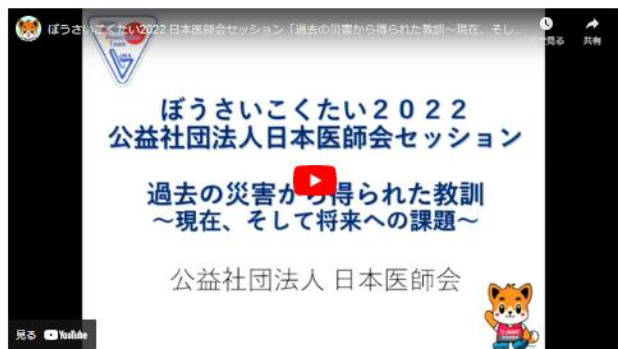 ぼうさいこくたい2022 日本医師会セッション「過去の災害から得られた教訓～現在、そし...
見る
共有
ぼうさいこくたい２０２２
公益社団法人日本医師会セッション
過去の災害から得られた教訓
～現在、そして将来への課題～
公益社団法人 日本医師会
見る YouTube